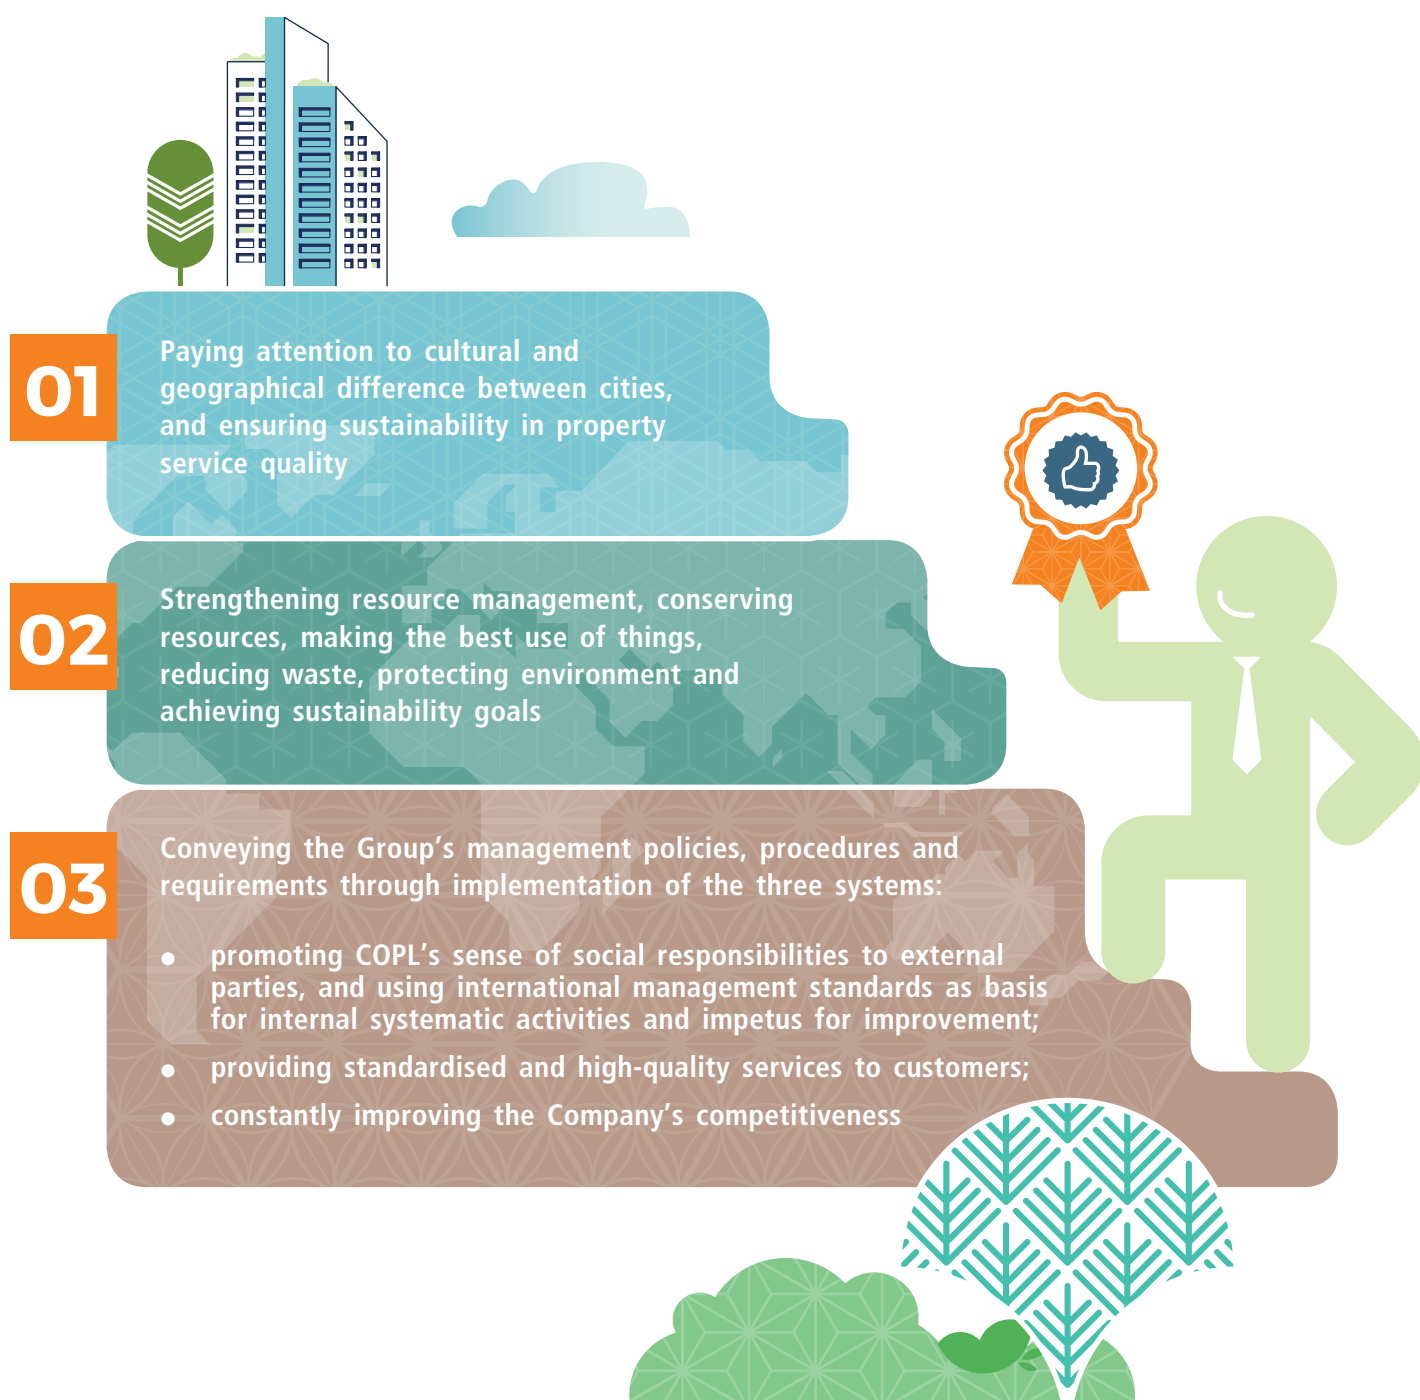 01
Paying attention to cultural and
geographical difference between cities,
and ensuring sustainability in property
service quality
02
Strengthening resource management, conserving
resources, making the best use of things,
reducing waste, protecting environment and
achieving sustainability goals
03
Conveying the Group’s management policies, procedures and
requirements through implementation of the three systems:
● promoting COPL’s sense of social responsibilities to external
parties, and using international management standards as basis
for internal systematic activities and impetus for improvement;
● providing standardised and high-quality services to customers;
● constantly improving the Company’s competitiveness